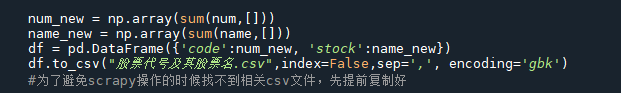 num_new = np.array(sum(num,[]))
name_new = np.array(sum(name,[]))
df = pd.DataFrame({'code':num_new, 'stock':name_new})
df.to_csv("股票代号及其股票名.csv",index=False,sep=',', encoding='gbk')
#为了避免scrapy操作的时候找不到相关csv文件，先提前复制好